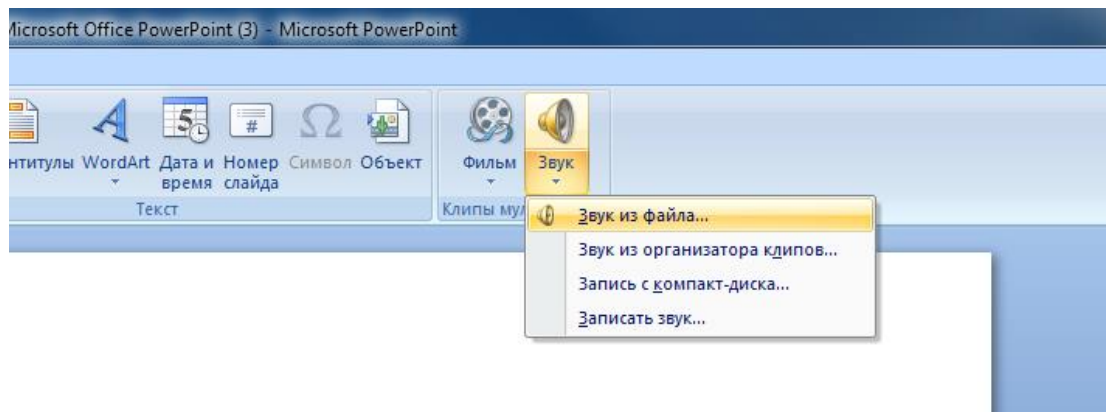 Microsoft Office PowerPoint (3) - Microsoft PowerPoint
нтитулы WordArt Дата и время Номер слайда Символ Объект Фильм Звук
Текст Клипы му
Звук из файла...
Звук из организатора клипов...
Запись с компакт-диска...
Записать звук...